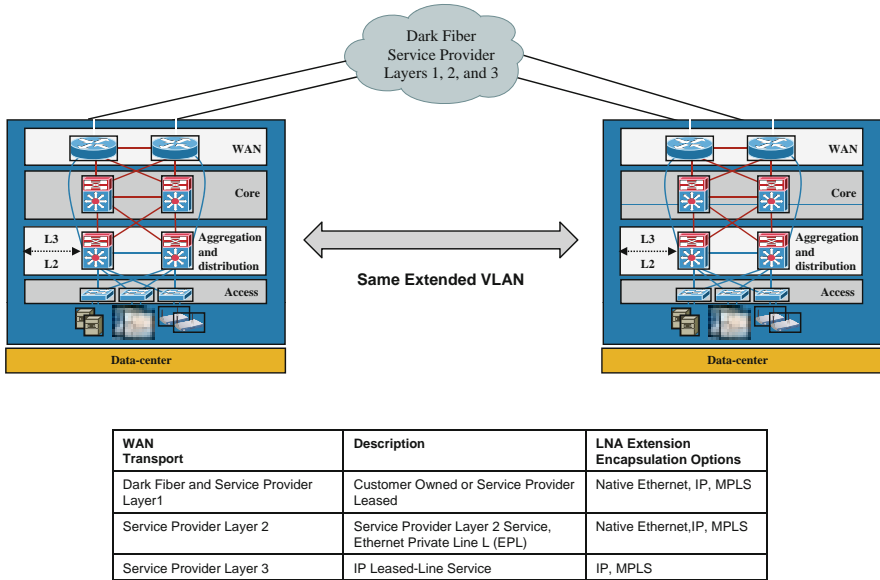 Dark Fiber
Service Provider
Layers 1, 2, and 3
WAN
Core
L3
L2
Aggregation
and
distribution
Access
Data-center
Same Extended VLAN
WAN
Core
L3
L2
Aggregation
and
distribution
Access
Data-center
WAN
Transport
Description
LNA Extension
Encapsulation Options
Dark Fiber and Service Provider
Layer1
Customer Owned or Service Provider
Leased
Native Ethernet, IP, MPLS
Service Provider Layer 2
Service Provider Layer 2 Service,
Ethernet Private Line L (EPL)
Native Ethernet,IP, MPLS
Service Provider Layer 3
IP Leased-Line Service
IP, MPLS